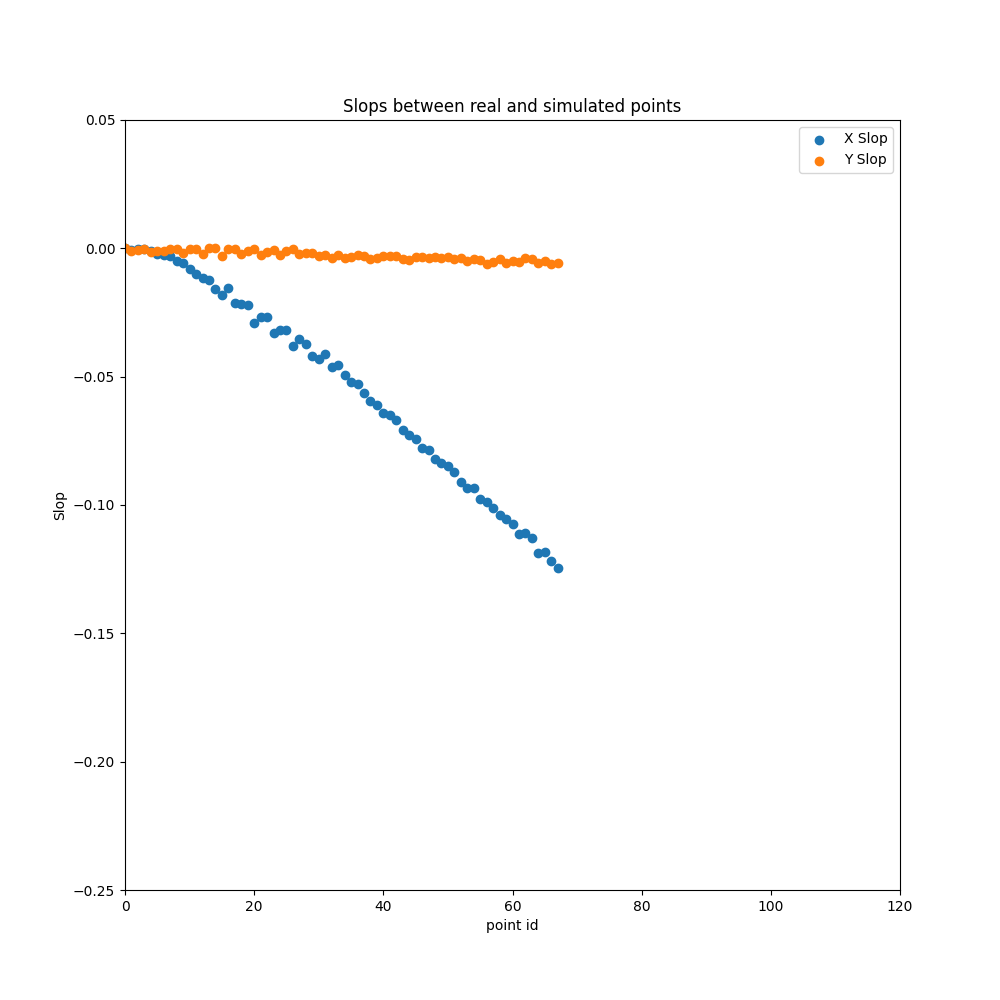 Slops between real and simulated points
X Slop
Y Slop
0.05
0.00
−0.05
−0.10
−0.15
−0.20
−0.25
Slop
0 20 40 60 80 100 120
point id